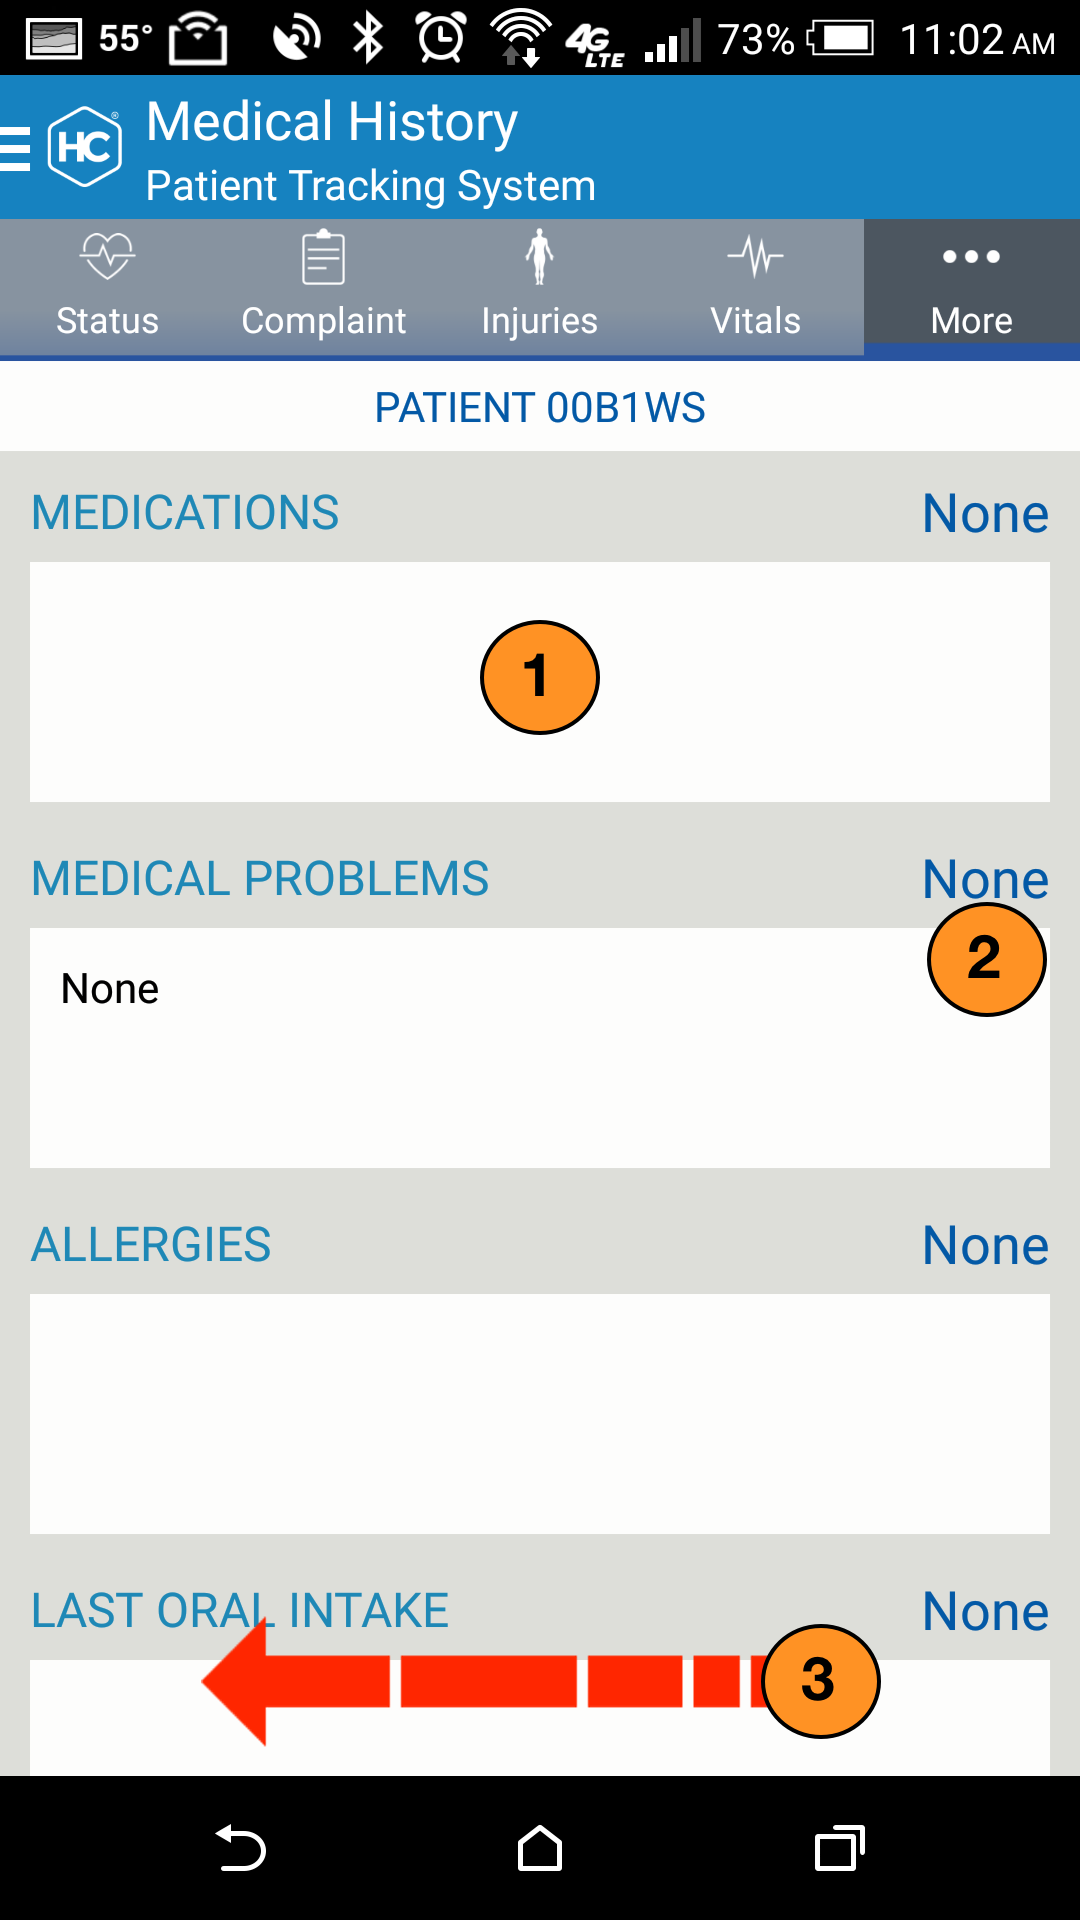 55° 4G LTE 73% 11:02 AM
HC® Medical History
Patient Tracking System
Status Complaint Injuries Vitals More
PATIENT 00B1WS
MEDICATIONS None
1
MEDICAL PROBLEMS None
2
None
ALLERGIES None
LAST ORAL INTAKE None
3